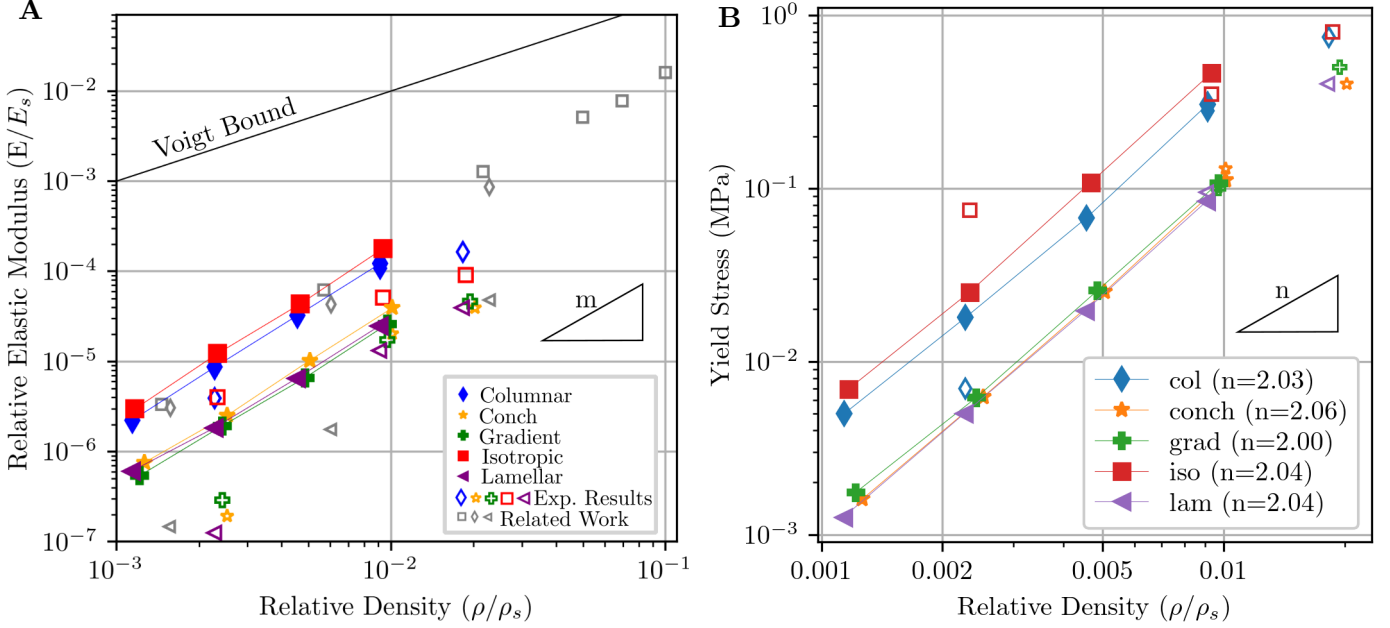 A
Relative Elastic Modulus (E/E_s)
10^{-2}
10^{-3}
10^{-4}
10^{-5}
10^{-6}
10^{-7}
Voigt Bound
m
Columnar
Conch
Gradient
Isotropic
Lamellar
Exp. Results
Related Work
10^{-3}
10^{-2}
10^{-1}
Relative Density (ρ/ρ_s)
B
Yield Stress (MPa)
10^0
10^{-1}
10^{-2}
10^{-3}
n
col (n=2.03)
conch (n=2.06)
grad (n=2.00)
iso (n=2.04)
lam (n=2.04)
0.001
0.002
0.005
0.01
Relative Density (ρ/ρ_s)